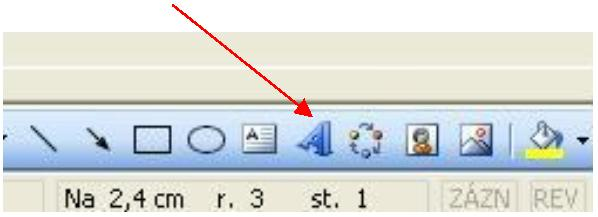 Na 2,4 cm r. 3 st. 1 ZÁZN REV